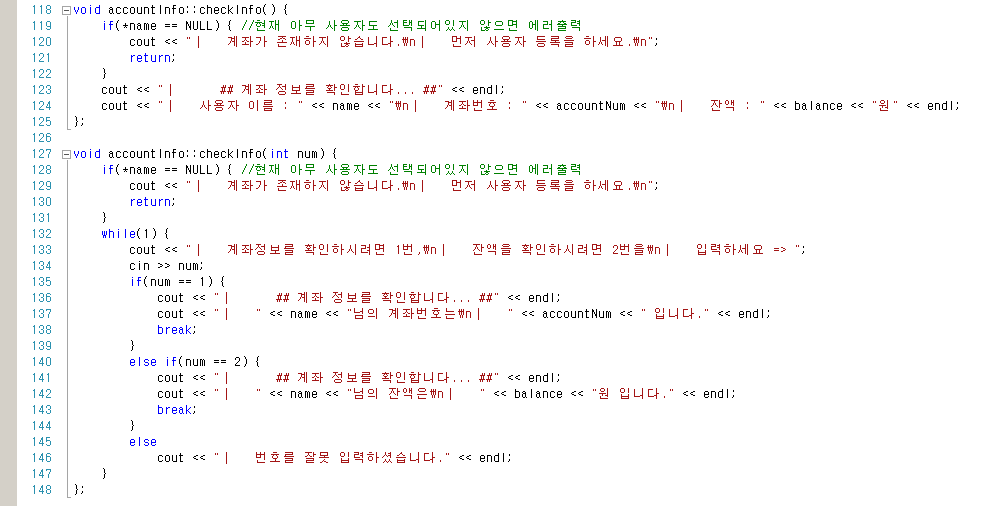 118 void accountInfo::checkInfo() {
119 if(*name == NULL) { //현재 아무 사용자도 선택되어있지 않으면 에러출력
120 cout << "|   계좌가 존재하지 않습니다.₩n|   먼저 사용자 등록을 하세요.₩n";
121 return;
122 }
123 cout << "|      ## 계좌 정보를 확인합니다... ##" << endl;
124 cout << "|   사용자 이름 : " << name << "₩n|   계좌번호 : " << accountNum << "₩n|   잔액 : " << balance << "원" << endl;
125 };
126
127 void accountInfo::checkInfo(int num) {
128 if(*name == NULL) { //현재 아무 사용자도 선택되어있지 않으면 에러출력
129 cout << "|   계좌가 존재하지 않습니다.₩n|   먼저 사용자 등록을 하세요.₩n";
130 return;
131 }
132 while(1) {
133 cout << "|   계좌정보를 확인하시려면 1번,₩n|   잔액을 확인하시려면 2번을₩n|   입력하세요 => ";
134 cin >> num;
135 if(num == 1) {
136 cout << "|      ## 계좌 정보를 확인합니다... ##" << endl;
137 cout << "|   " << name << "님의 계좌번호는₩n|   " << accountNum << " 입니다." << endl;
138 break;
139 }
140 else if(num == 2) {
141 cout << "|      ## 계좌 정보를 확인합니다... ##" << endl;
142 cout << "|   " << name << "님의 잔액은₩n|   " << balance << "원 입니다." << endl;
143 break;
144 }
145 else
146 cout << "|   번호를 잘못 입력하셨습니다." << endl;
147 }
148 };